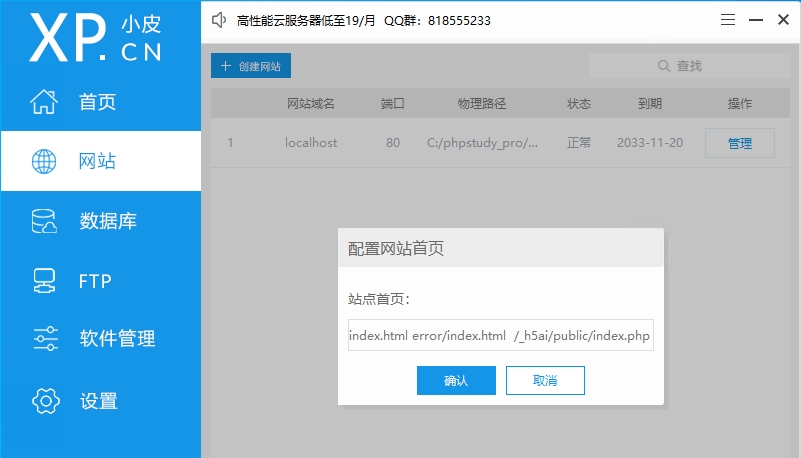 XP.CN 小皮
高性能云服务器低至19/月 QQ群：818555233
首页
网站
数据库
FTP
软件管理
设置
+ 创建网站
查找
网站域名 端口 物理路径 状态 到期 操作
1 localhost 80 C:/phpstudy_pro/... 正常 2033-11-20 管理
配置网站首页
站点首页：
index.html error/index.html /_h5ai/public/index.php
确认 取消